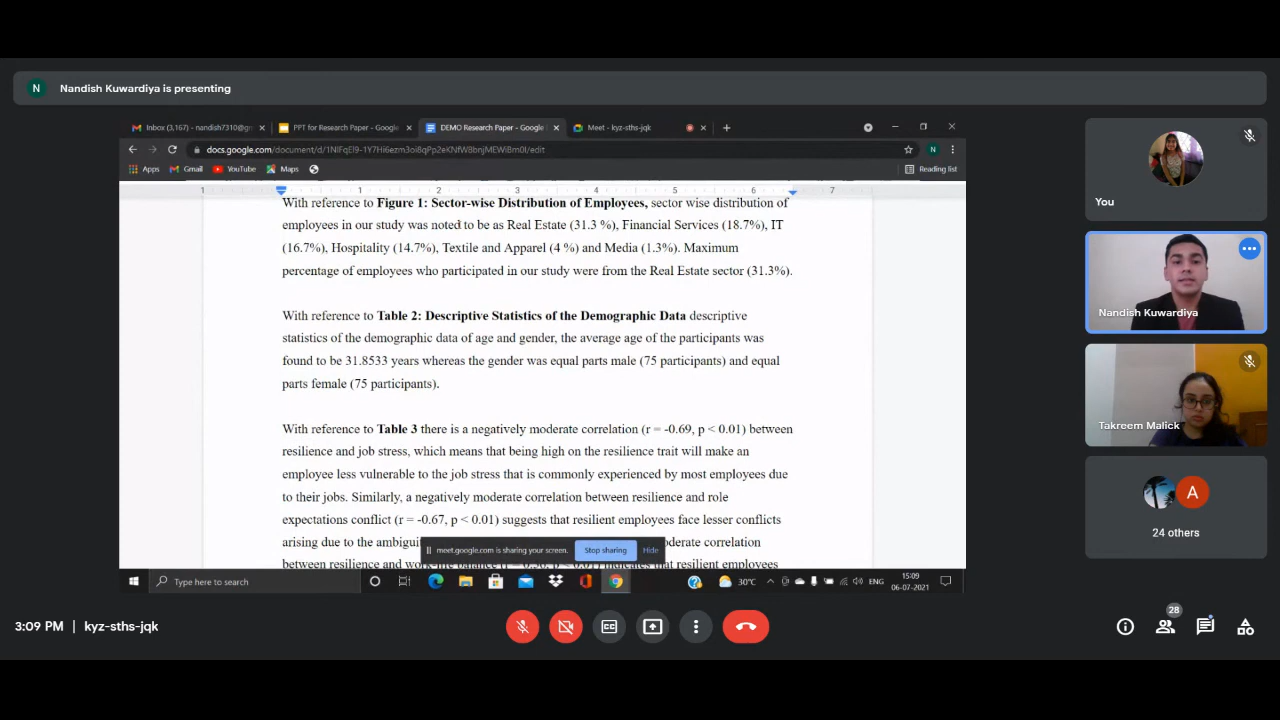 N
Nandish Kuwardiya is presenting
Inbox (3,167) - nandish7310@gm
PPT for Research Paper - Google
DEMO Research Paper - Google
Meet - kyz-sths-jqk
Apps
Gmail
YouTube
Maps
Reading list
N
1 1 2 3 4 5 6 7
With reference to Figure 1: Sector-wise Distribution of Employees, sector wise distribution of
employees in our study was noted to be as Real Estate (31.3 %), Financial Services (18.7%), IT
(16.7%), Hospitality (14.7%), Textile and Apparel (4 %) and Media (1.3%). Maximum
percentage of employees who participated in our study were from the Real Estate sector (31.3%).
With reference to Table 2: Descriptive Statistics of the Demographic Data descriptive
statistics of the demographic data of age and gender, the average age of the participants was
found to be 31.8533 years whereas the gender was equal parts male (75 participants) and equal
parts female (75 participants).
With reference to Table 3 there is a negatively moderate correlation (r = -0.69, p < 0.01) between
resilience and job stress, which means that being high on the resilience trait will make an
employee less vulnerable to the job stress that is commonly experienced by most employees due
to their jobs. Similarly, a negatively moderate correlation between resilience and role
expectations conflict (r = -0.67, p < 0.01) suggests that resilient employees face lesser conflicts
arising due to the
between resilience and
that resilient employees
meet.google.com is sharing your screen.
Stop sharing
Hide
Type here to search
30°C
ENG
15:09
06-07-2021
You
Nandish Kuwardiya
Takreem Malick
A
24 others
3:09 PM | kyz-sths-jqk
28